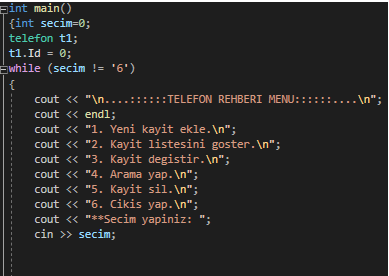 int main()
{int secim=0;
telefon t1;
t1.Id = 0;
while (secim != '6')
{
cout << "\n....::::::TELEFON REHBERI MENU::::::....\n";
cout << endl;
cout << "1. Yeni kayit ekle.\n";
cout << "2. Kayit listesini goster.\n";
cout << "3. Kayit degistir.\n";
cout << "4. Arama yap.\n";
cout << "5. Kayit sil.\n";
cout << "6. Cikis yap.\n";
cout << "**Secim yapiniz: ";
cin >> secim;